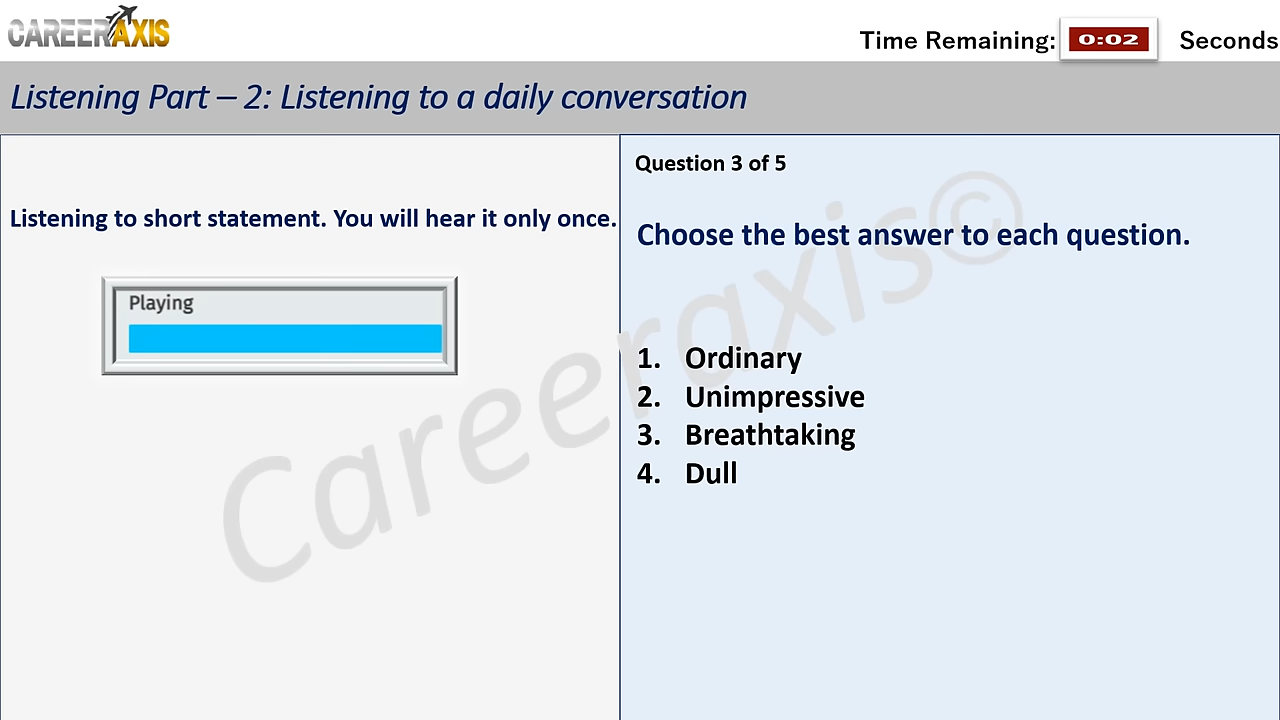 CAREERAXIS
Time Remaining: 0:02 Seconds
Listening Part – 2: Listening to a daily conversation
Listening to short statement. You will hear it only once.
Playing
Question 3 of 5
Choose the best answer to each question.
1. Ordinary
2. Unimpressive
3. Breathtaking
4. Dull
Careeraxis©